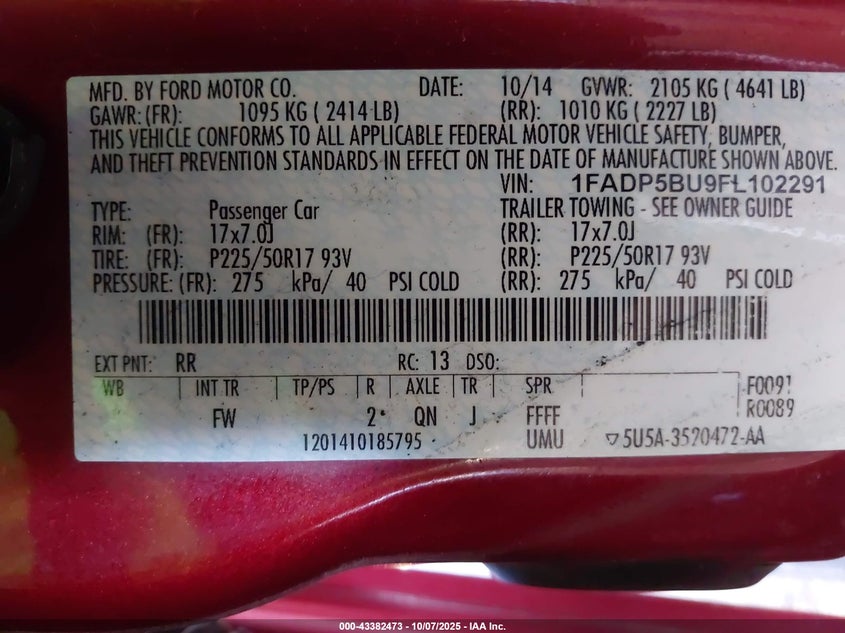 MFD. BY FORD MOTOR CO. DATE: 10/14 GVWR: 2105 KG ( 4641 LB)
GAWR: (FR): 1095 KG ( 2414 LB) (RR): 1010 KG ( 2227 LB)
THIS VEHICLE CONFORMS TO ALL APPLICABLE FEDERAL MOTOR VEHICLE SAFETY, BUMPER,
AND THEFT PREVENTION STANDARDS IN EFFECT ON THE DATE OF MANUFACTURE SHOWN ABOVE.
VIN: 1FADP5BU9FL102291
TYPE: Passenger Car TRAILER TOWING - SEE OWNER GUIDE
RIM: (FR): 17x7.0J (RR): 17x7.0J
TIRE: (FR): P225/50R17 93V (RR): P225/50R17 93V
PRESSURE: (FR): 275 kPa/ 40 PSI COLD (RR): 275 kPa/ 40 PSI COLD
EXT PNT: RR RC: 13 DSO:
WB INT TR TP/PS R AXLE TR SPR F0091
FW 2 QN J FFFF R0089
1201410185795 UMU 5U5A-3520472-AA
000-43382473 - 10/07/2025 - IAA Inc.